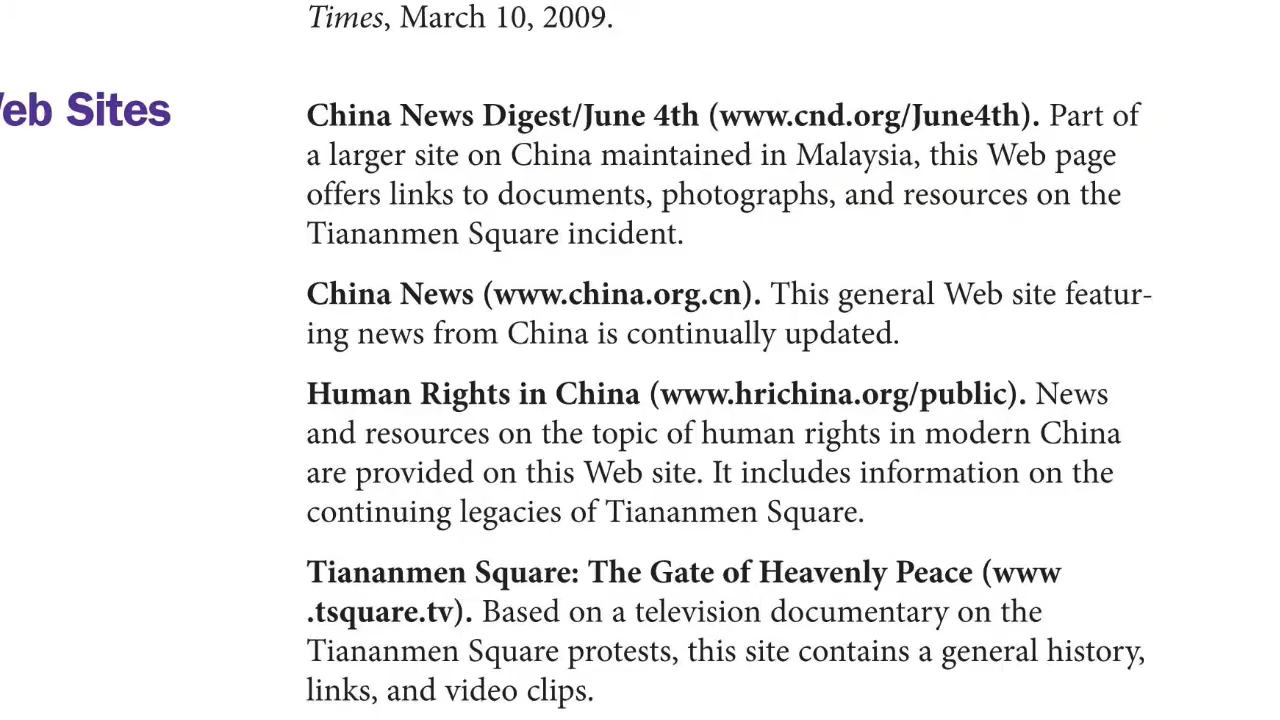 Times, March 10, 2009.
Web Sites
China News Digest/June 4th (www.cnd.org/June4th). Part of
a larger site on China maintained in Malaysia, this Web page
offers links to documents, photographs, and resources on the
Tiananmen Square incident.
China News (www.china.org.cn). This general Web site featur-
ing news from China is continually updated.
Human Rights in China (www.hrichina.org/public). News
and resources on the topic of human rights in modern China
are provided on this Web site. It includes information on the
continuing legacies of Tiananmen Square.
Tiananmen Square: The Gate of Heavenly Peace (www
.tsquare.tv). Based on a television documentary on the
Tiananmen Square protests, this site contains a general history,
links, and video clips.